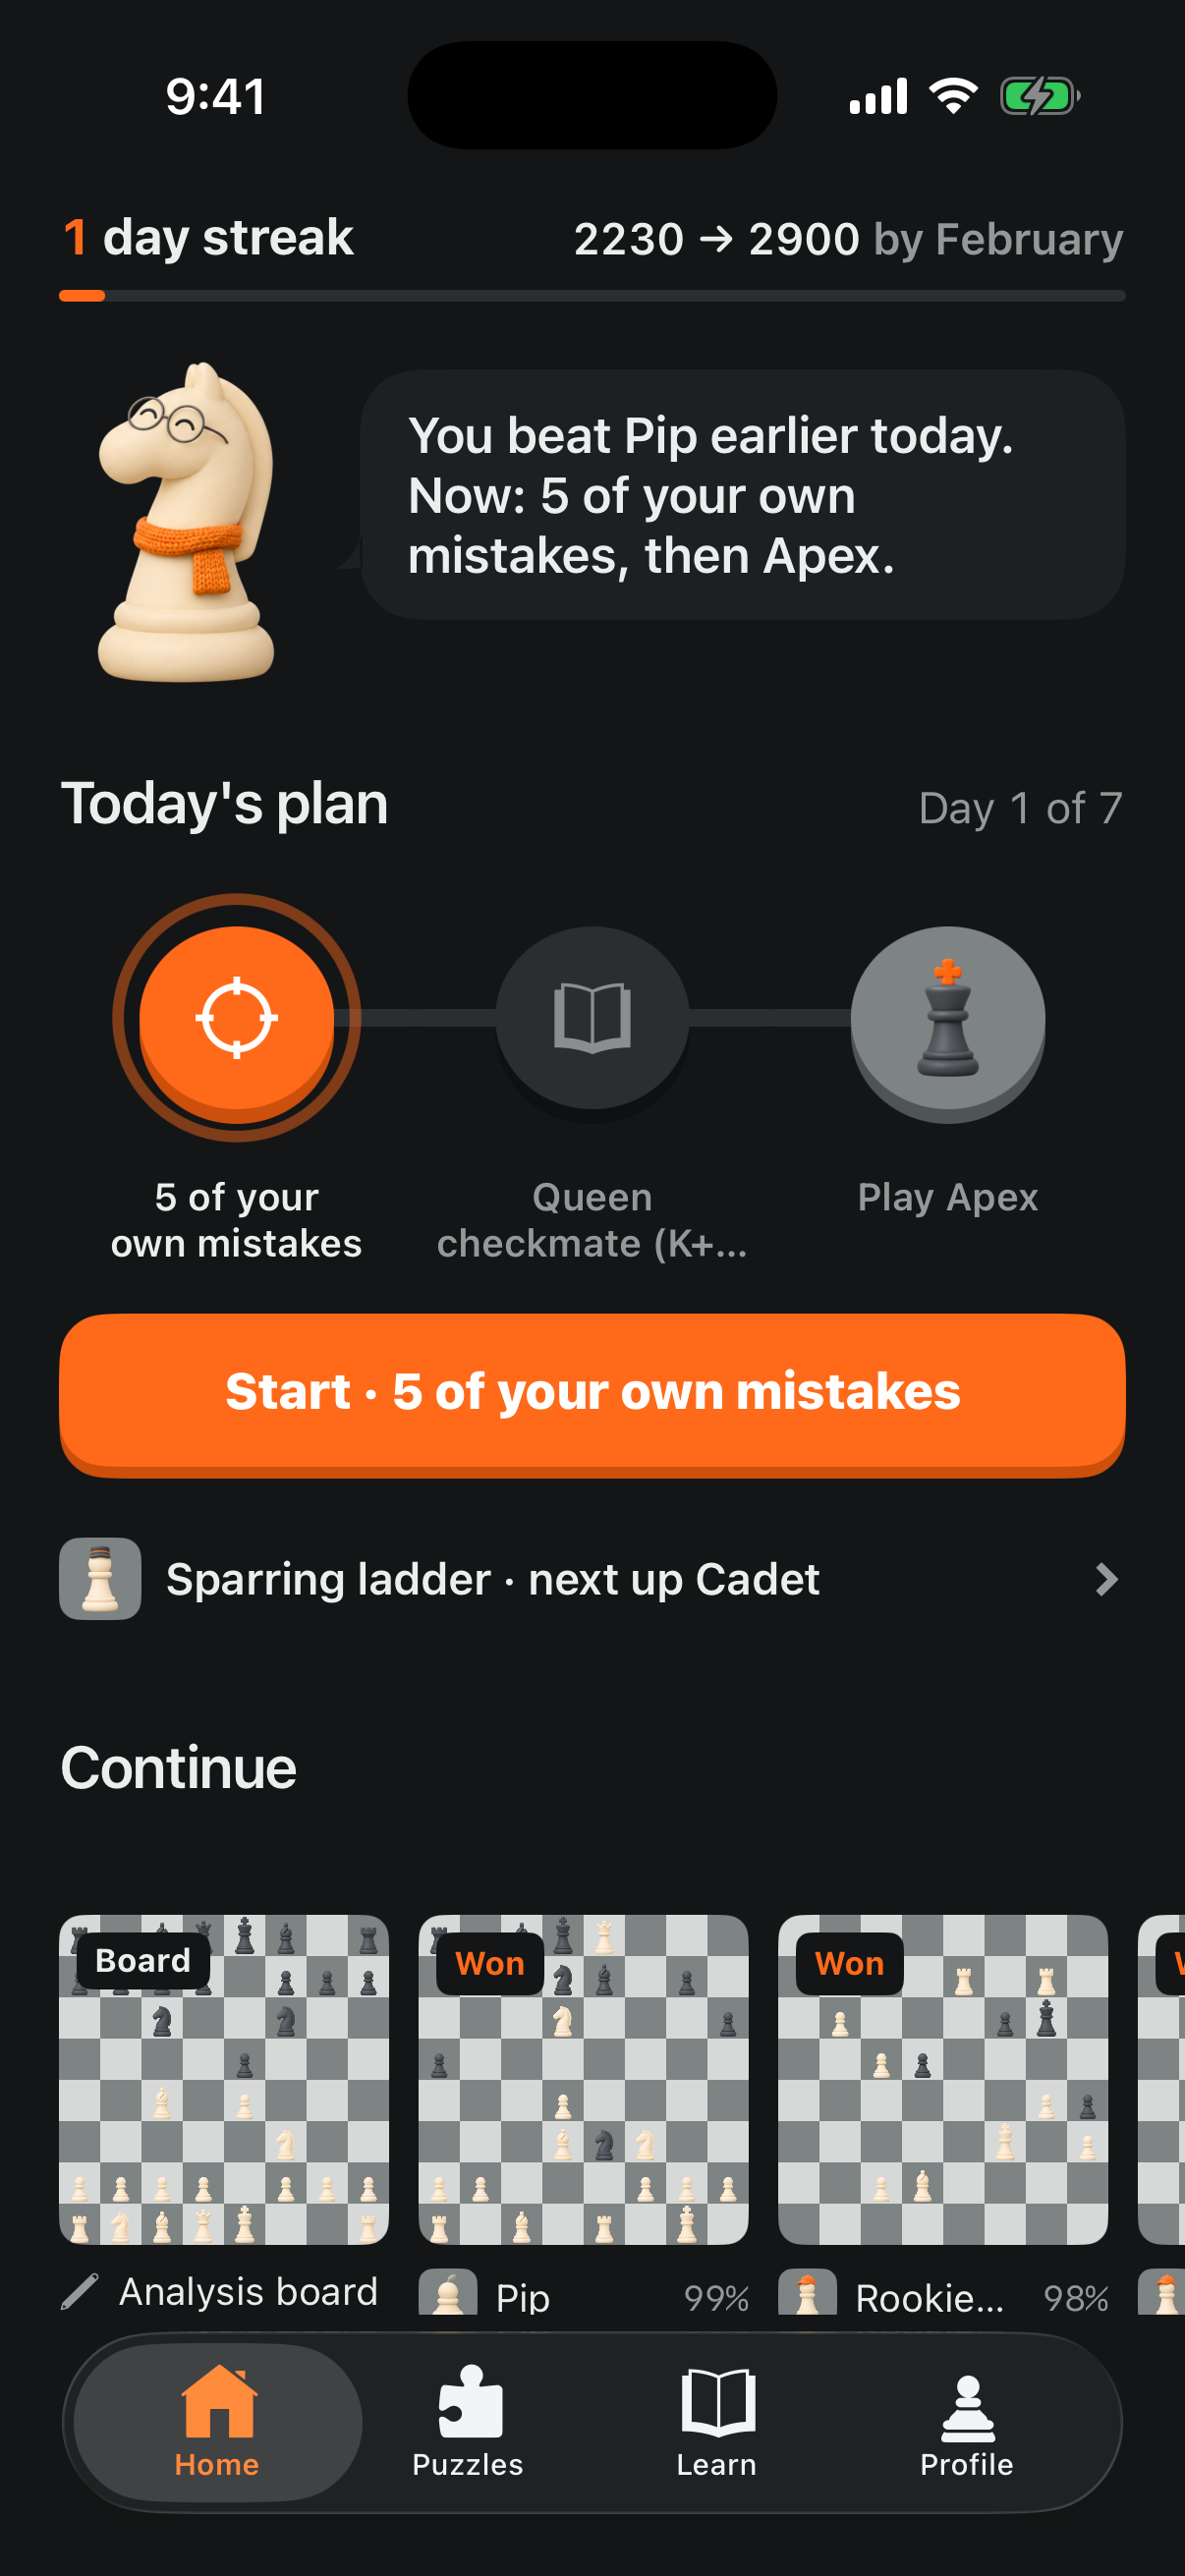 9:41
1 day streak
2230 → 2900 by February
You beat Pip earlier today.
Now: 5 of your own
mistakes, then Apex.
Today's plan
Day 1 of 7
5 of your
own mistakes
Queen
checkmate (K+...
Play Apex
Start · 5 of your own mistakes
Sparring ladder · next up Cadet
Continue
Board
Won
Won
Analysis board
Pip
99%
Rookie...
98%
Home
Puzzles
Learn
Profile